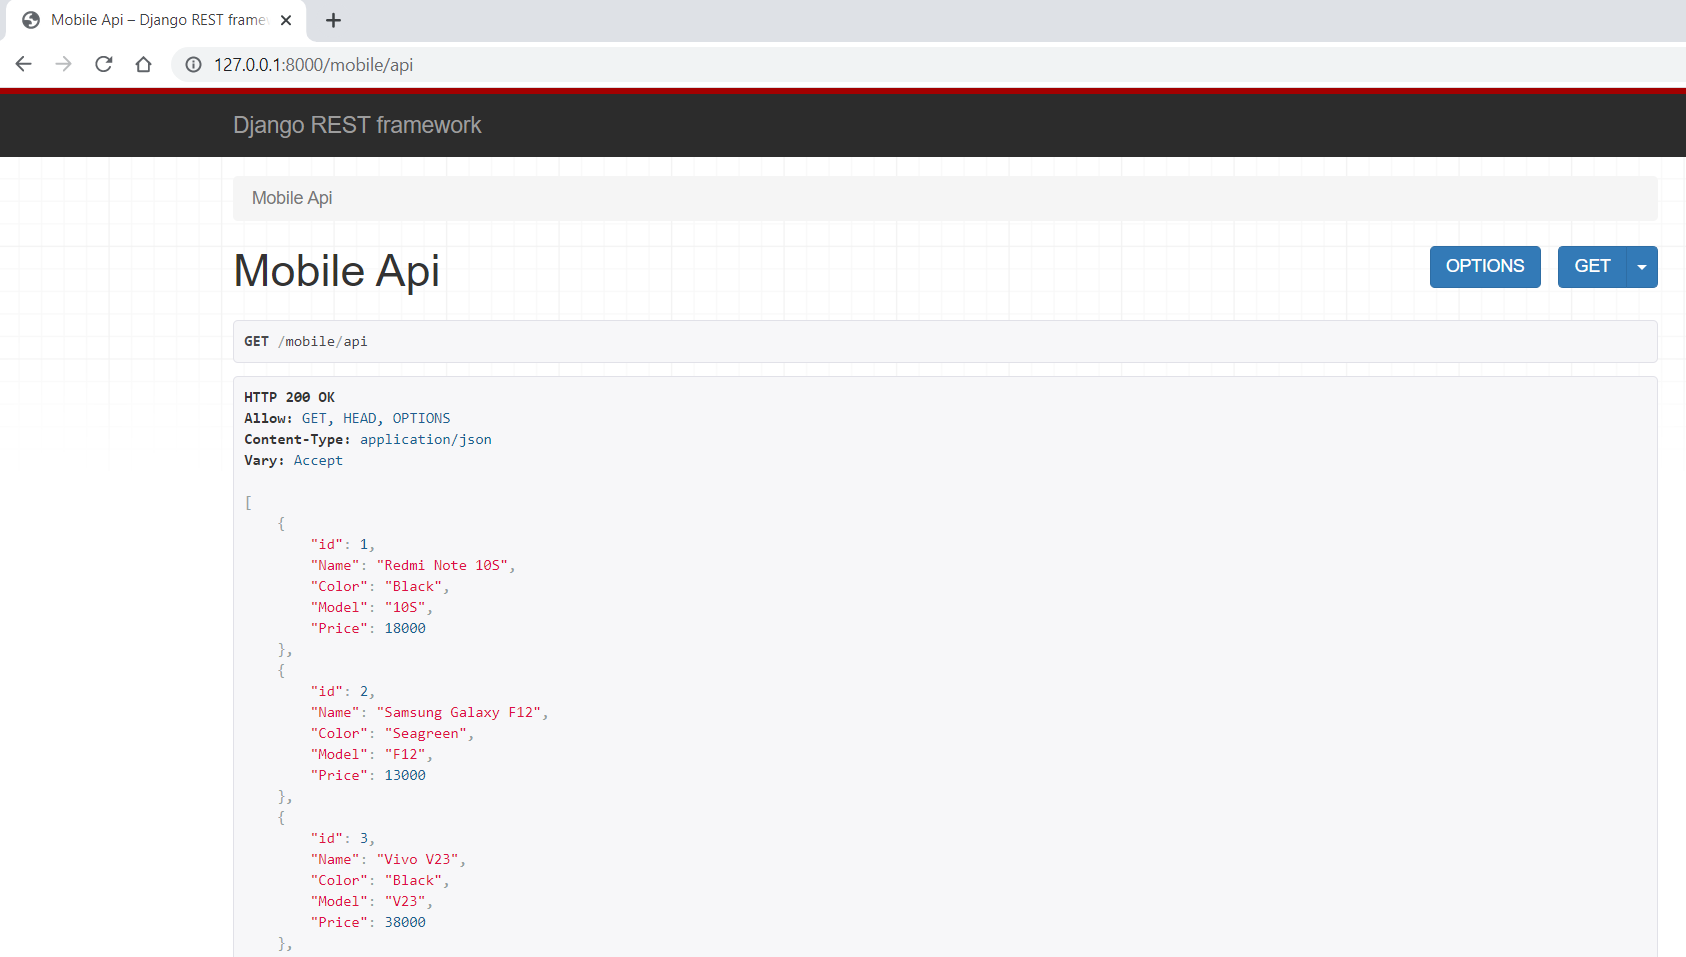 Mobile Api – Django REST frame
127.0.0.1:8000/mobile/api
Django REST framework
Mobile Api
Mobile Api
OPTIONS
GET
GET /mobile/api
HTTP 200 OK
Allow: GET, HEAD, OPTIONS
Content-Type: application/json
Vary: Accept
[
    {
        "id": 1,
        "Name": "Redmi Note 10S",
        "Color": "Black",
        "Model": "10S",
        "Price": 18000
    },
    {
        "id": 2,
        "Name": "Samsung Galaxy F12",
        "Color": "Seagreen",
        "Model": "F12",
        "Price": 13000
    },
    {
        "id": 3,
        "Name": "Vivo V23",
        "Color": "Black",
        "Model": "V23",
        "Price": 38000
    },